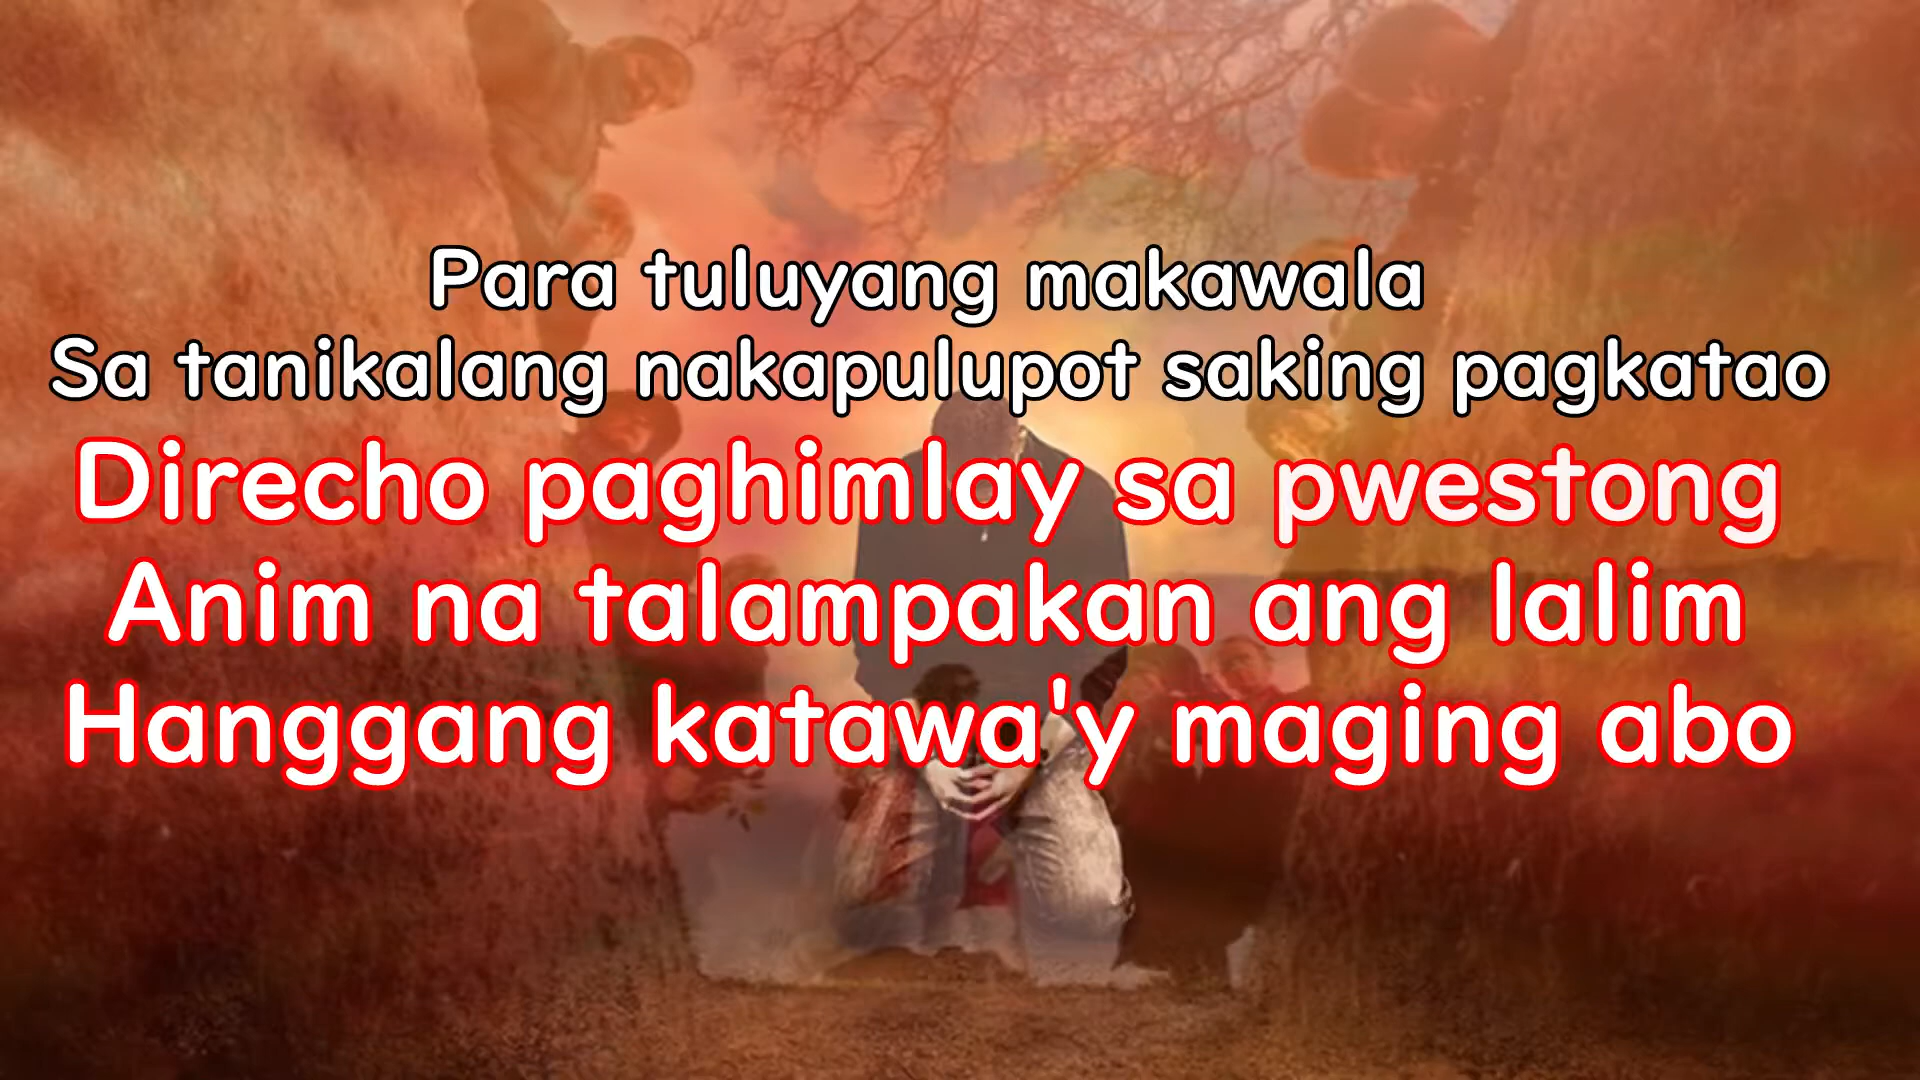 Para tuluyang makawala
Sa tanikalang nakapulupot saking pagkatao
Direcho paghimlay sa pwestong
Anim na talampakan ang lalim
Hanggang katawa'y maging abo